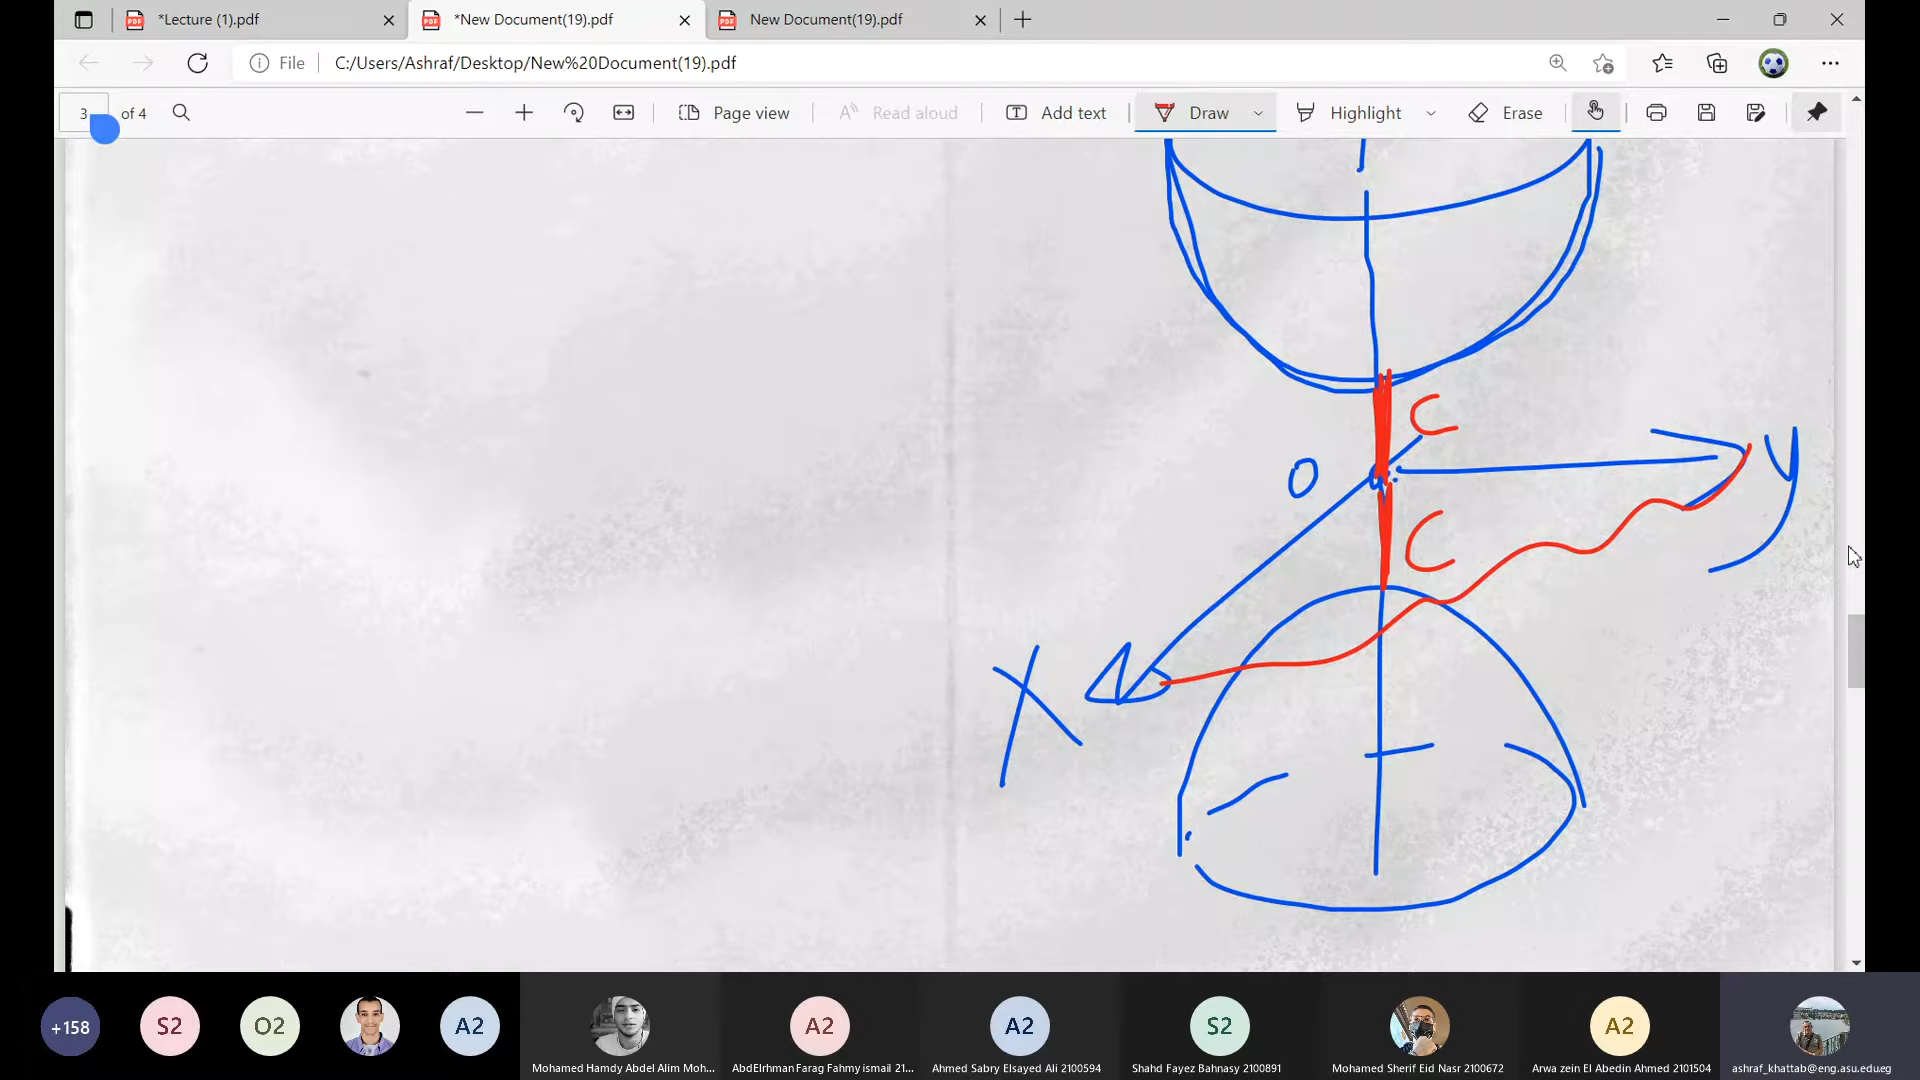 *Lecture (1).pdf
*New Document(19).pdf
New Document(19).pdf
File
C:/Users/Ashraf/Desktop/New%20Document(19).pdf
3 of 4
Page view
Read aloud
Add text
Draw
Highlight
Erase
C
O
y
C
X
+158
S2
O2
A2
A2
A2
S2
A2
Mohamed Hamdy Abdel Alim Moh...
AbdElrhman Farag Fahmy ismail 21...
Ahmed Sabry Elsayed Ali 2100594
Shahd Fayez Bahnasy 2100891
Mohamed Sherif Eid Nasr 2100672
Arwa zein El Abedin Ahmed 2101504
ashraf_khattab@eng.asu.edu.eg